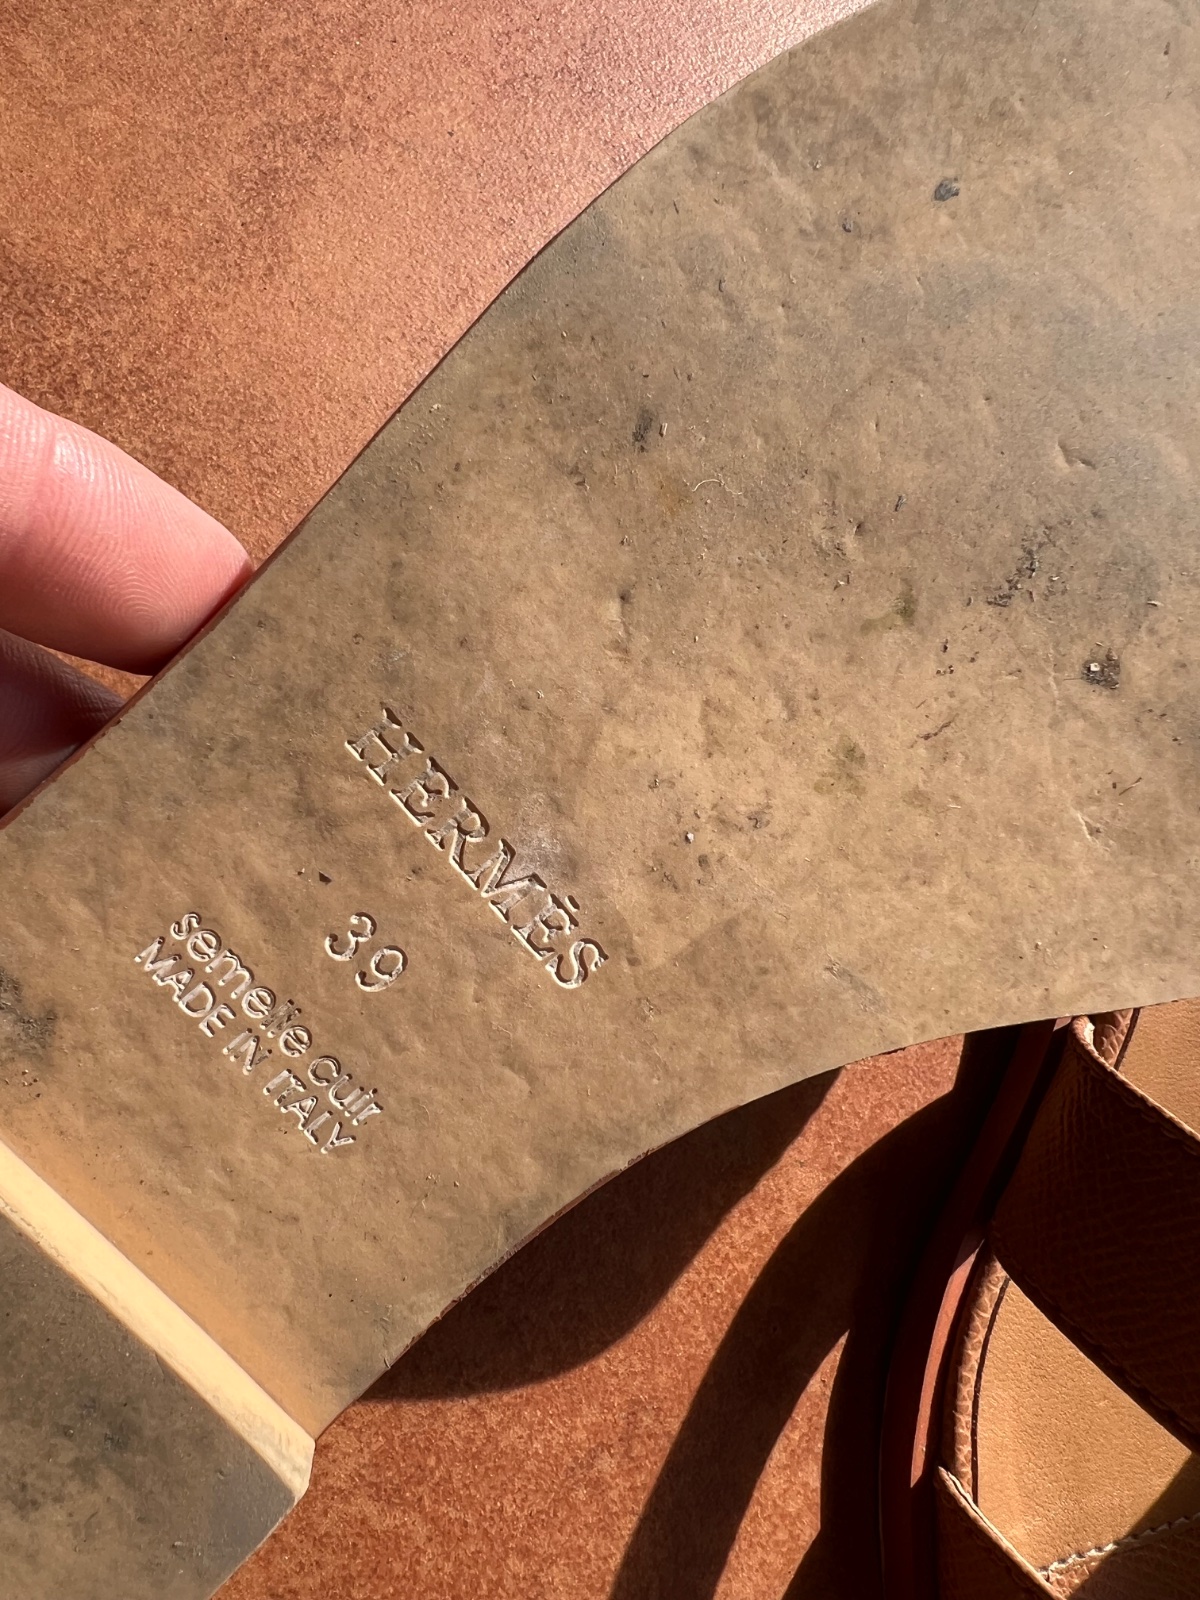 HERMÈS
39
semelle cuir
MADE IN ITALY